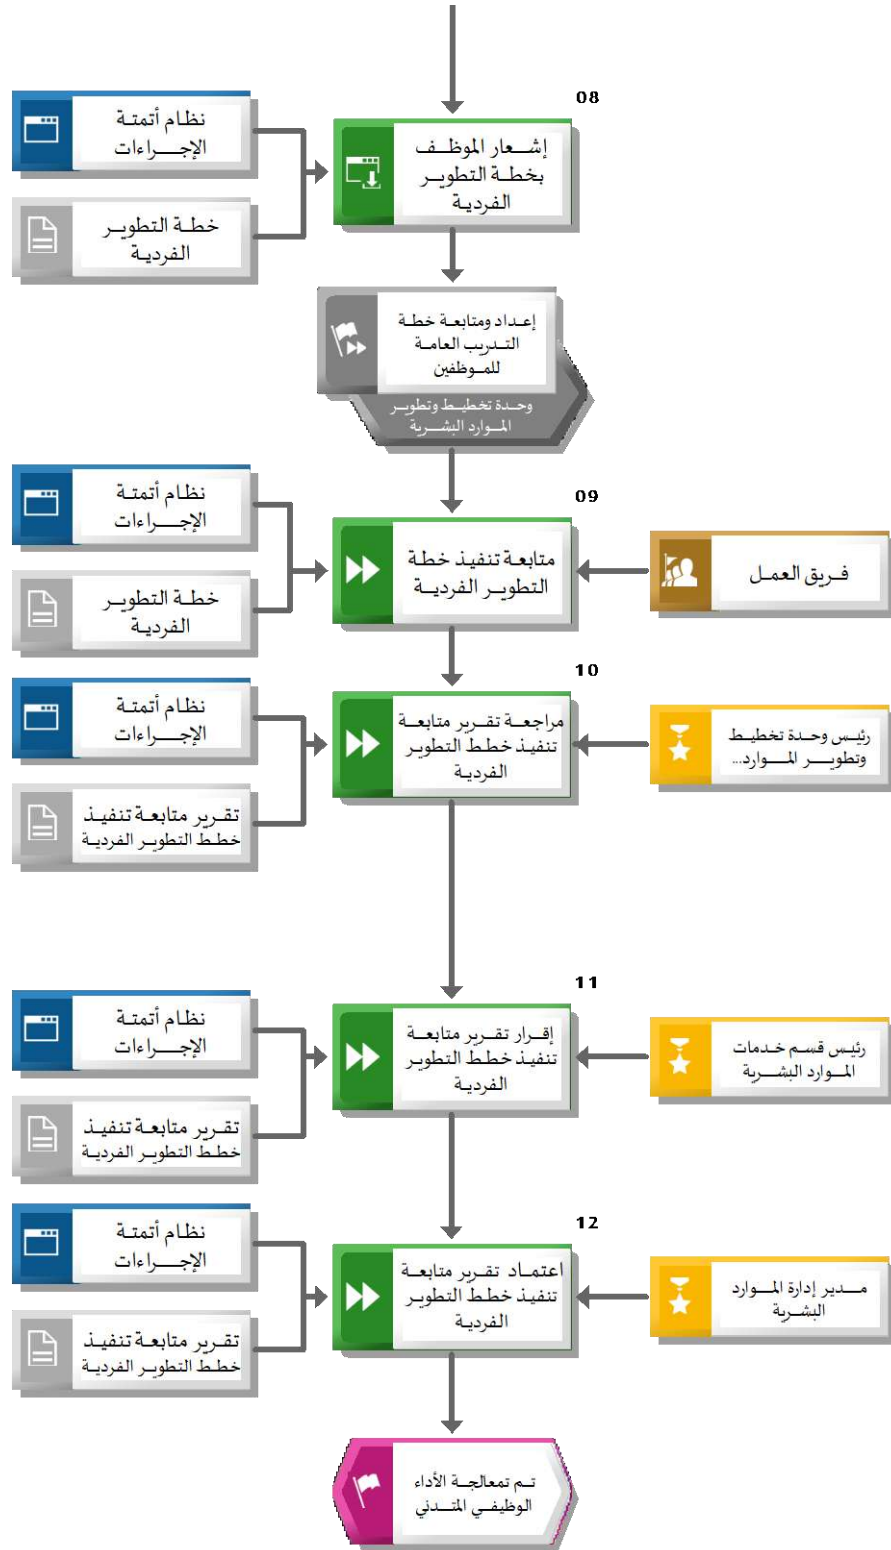 08
إشعار الموظف
بخطة التطوير
الفردية
نظام أتمتة
الإجراءات
خطة التطوير
الفردية
إعداد ومتابعة خطة
التدريب العامة
للموظفين
وحدة تخطيط وتطوير
الموارد البشرية
09
فريق العمل
متابعة تنفيذ خطة
التطوير الفردية
نظام أتمتة
الإجراءات
خطة التطوير
الفردية
10
رئيس وحدة تخطيط
وتطوير الموارد...
مراجعة تقرير متابعة
تنفيذ خطط التطوير
الفردية
نظام أتمتة
الإجراءات
تقرير متابعة تنفيذ
خطط التطوير الفردية
11
رئيس قسم خدمات
الموارد البشرية
إقرار تقرير متابعة
تنفيذ خطط التطوير
الفردية
نظام أتمتة
الإجراءات
تقرير متابعة تنفيذ
خطط التطوير الفردية
12
مدير إدارة الموارد
البشرية
اعتماد تقرير متابعة
تنفيذ خطط التطوير
الفردية
نظام أتمتة
الإجراءات
تقرير متابعة تنفيذ
خطط التطوير الفردية
تم تمعالجة الأداء
الوظيفي المتدني